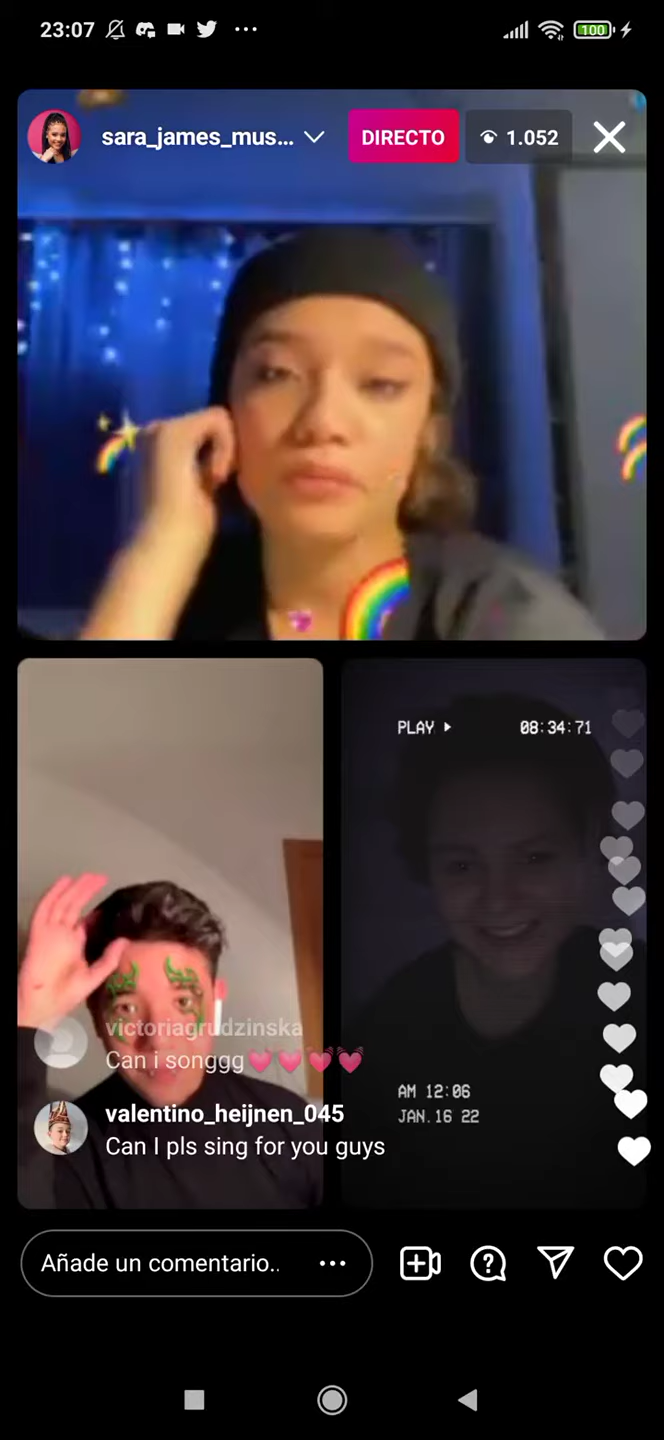 23:07
100
sara_james_mus...
DIRECTO
1.052
PLAY
08:34:71
victoriagrudzinska
Can i songgg
AM 12:06
JAN.16 22
valentino_heijnen_045
Can I pls sing for you guys
Añade un comentario..